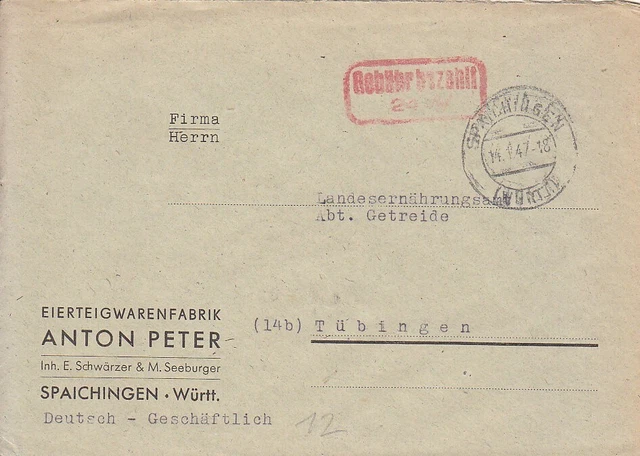 Gebühr bezahlt
24
SPAICHINGEN
14.1.47-18
Firma
Herrn
Landesernährungsamt
Abt. Getreide
EIERTEIGWARENFABRIK
ANTON PETER
Inh. E. Schwärzer & M. Seeburger
SPAICHINGEN • Württ.
Deutsch - Geschäftlich
(14b) Tübingen
12